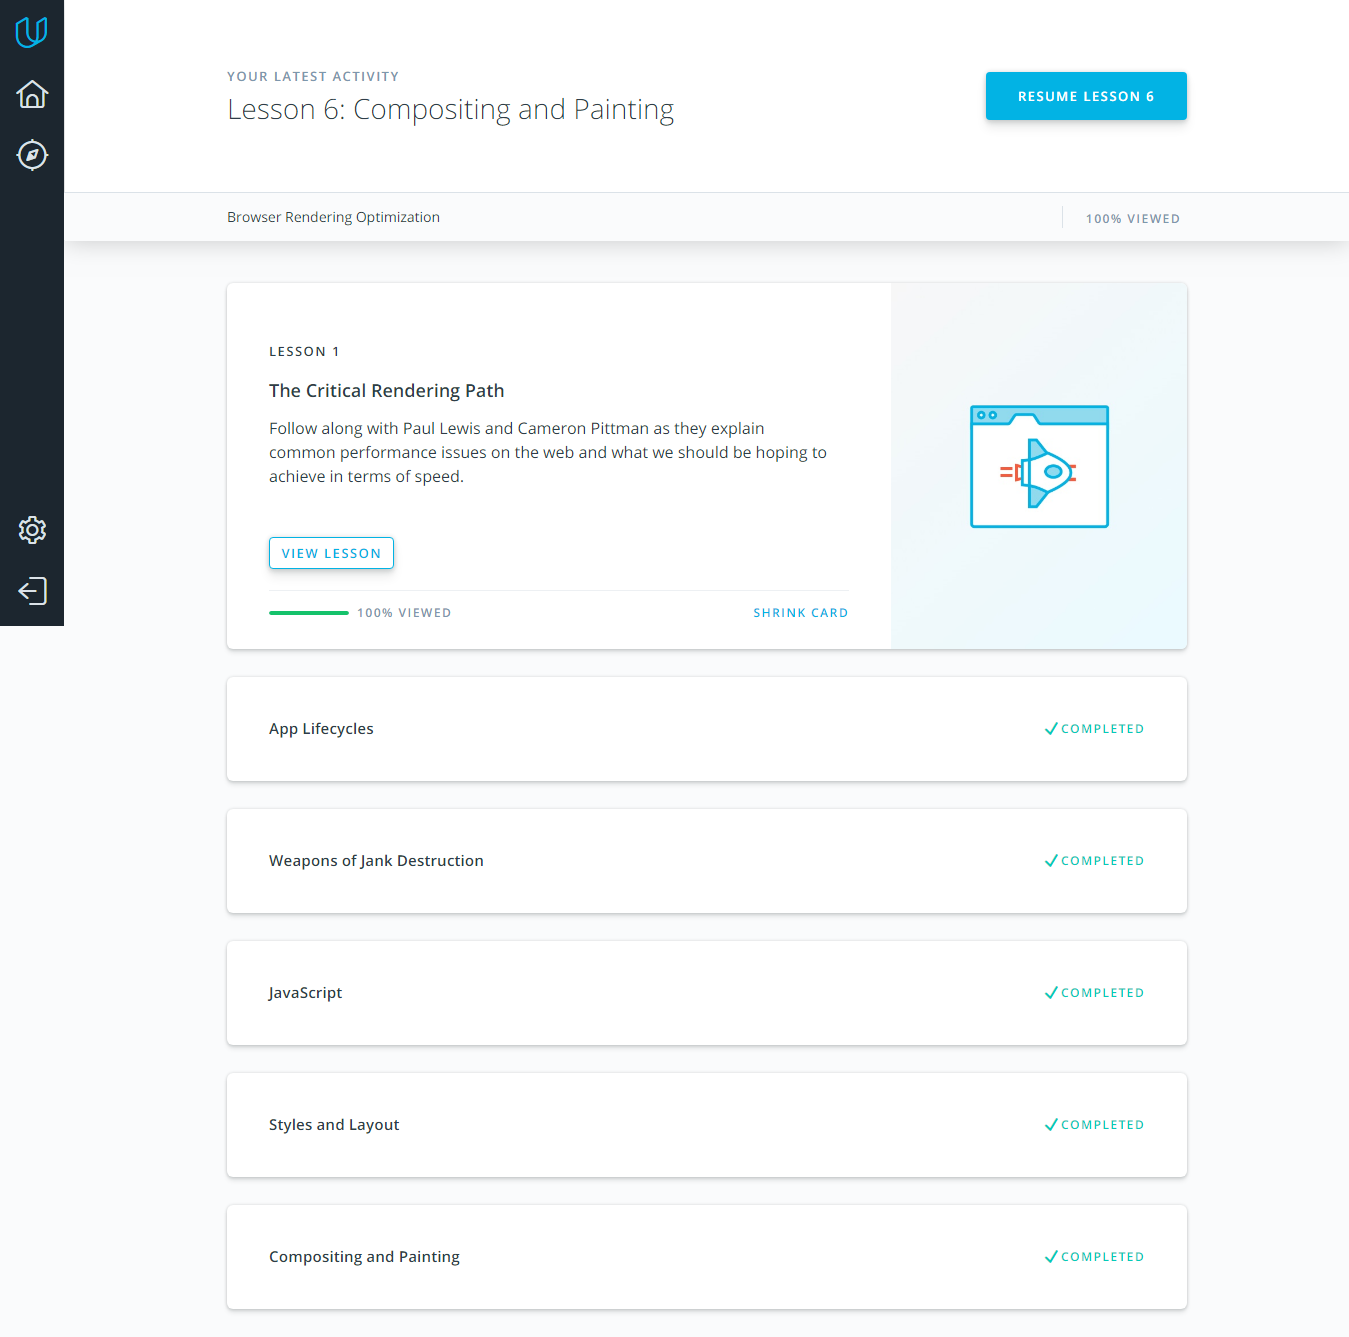 YOUR LATEST ACTIVITY
Lesson 6: Compositing and Painting
RESUME LESSON 6
Browser Rendering Optimization
100% VIEWED
LESSON 1
The Critical Rendering Path
Follow along with Paul Lewis and Cameron Pittman as they explain
common performance issues on the web and what we should be hoping to
achieve in terms of speed.
VIEW LESSON
100% VIEWED
SHRINK CARD
App Lifecycles
COMPLETED
Weapons of Jank Destruction
COMPLETED
JavaScript
COMPLETED
Styles and Layout
COMPLETED
Compositing and Painting
COMPLETED